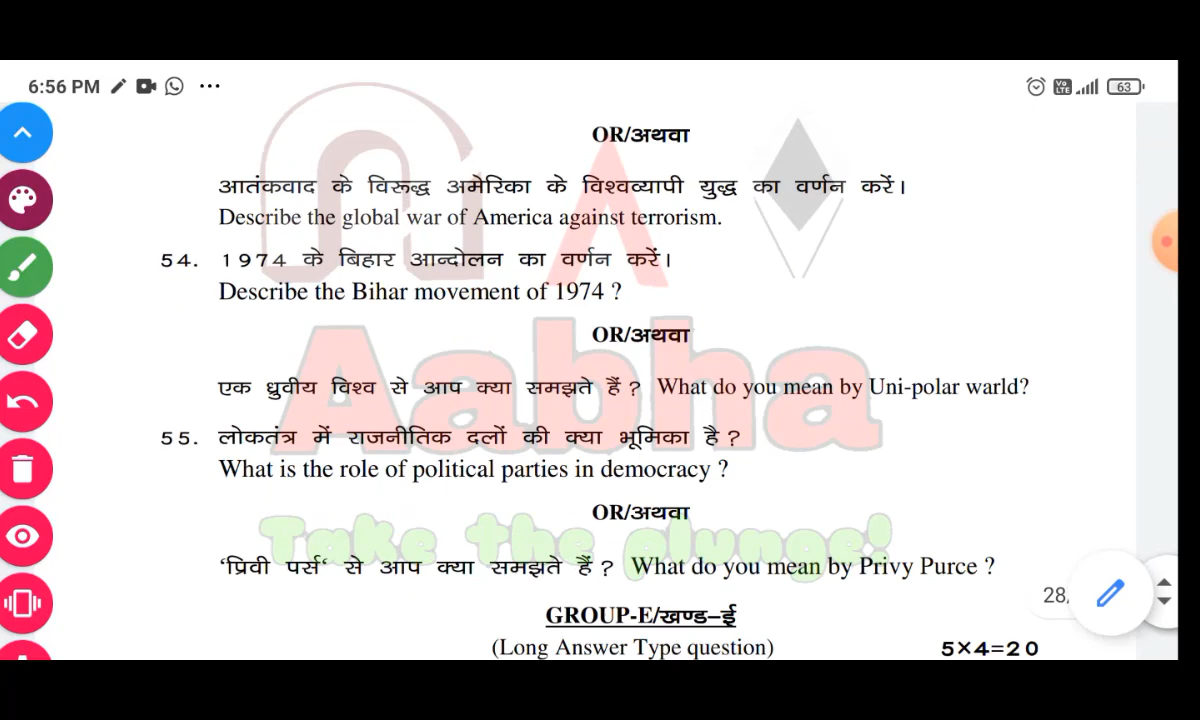 6:56 PM
63
OR/अथवा
आतंकवाद के विरूद्ध अमेरिका के विश्वव्यापी युद्ध का वर्णन करें।
Describe the global war of America against terrorism.
54. 1974 के बिहार आन्दोलन का वर्णन करें।
Describe the Bihar movement of 1974 ?
OR/अथवा
एक ध्रुवीय विश्व से आप क्या समझते हैं ? What do you mean by Uni-polar warld?
Aabha
55. लोकतंत्र में राजनीतिक दलों की क्या भूमिका है ?
What is the role of political parties in democracy ?
OR/अथवा
Take the plunge!
‘प्रिवी पर्स‘ से आप क्या समझते हैं ? What do you mean by Privy Purce ?
GROUP-E/खण्ड–ई
28/
(Long Answer Type question) 5×4=20